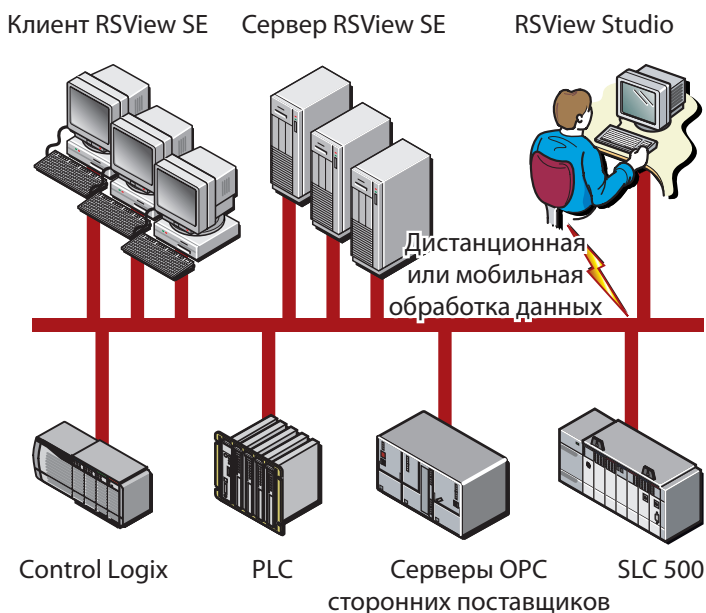 Клиент RSView SE
Сервер RSView SE
RSView Studio
Дистанционная
или мобильная
обработка данных
Control Logix
PLC
Серверы OPC
сторонних поставщиков
SLC 500